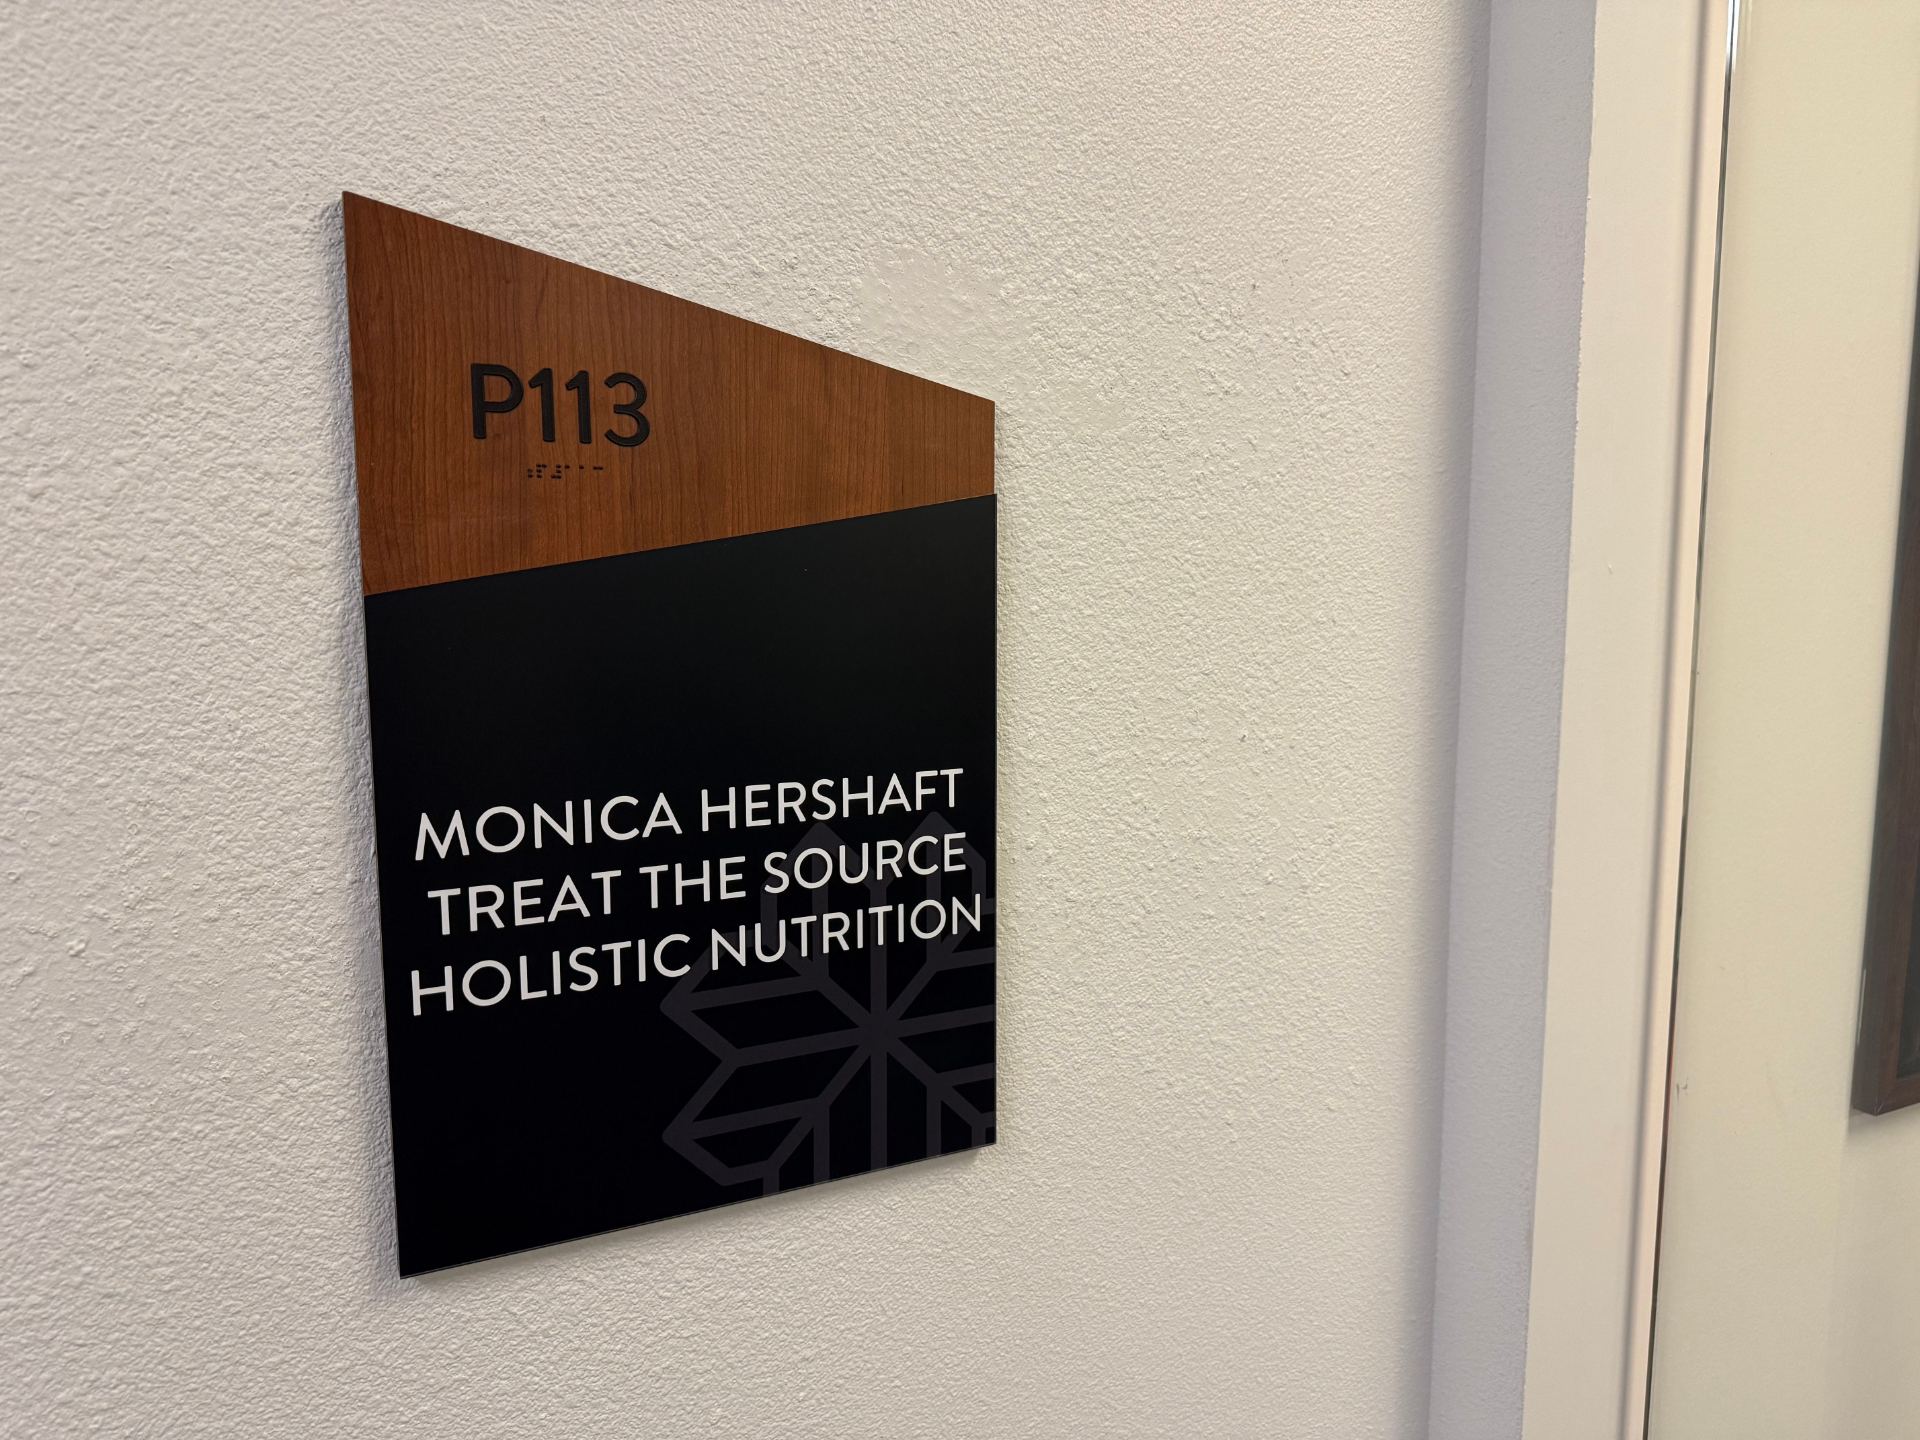 P113
MONICA HERSHAFT
TREAT THE SOURCE
HOLISTIC NUTRITION